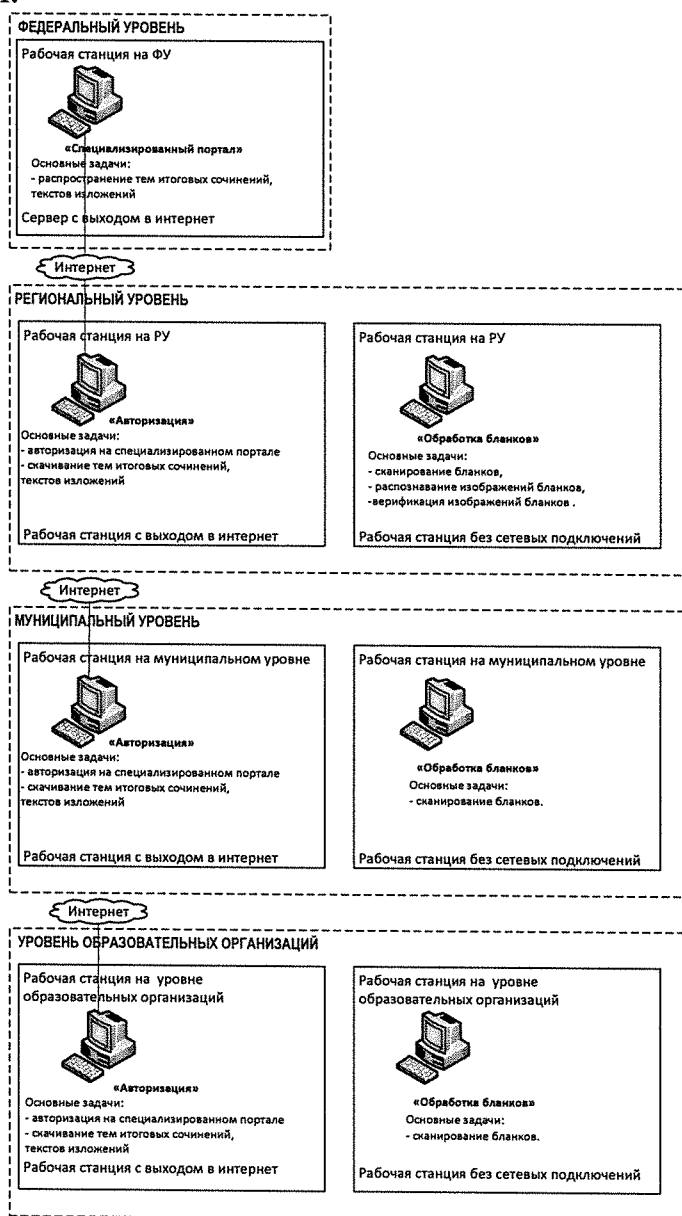 ФЕДЕРАЛЬНЫЙ УРОВЕНЬ
Рабочая станция на ФУ
«Специализированный портал»
Основные задачи:
- распространение тем итоговых сочинений,
текстов изложений
Сервер с выходом в интернет
Интернет
РЕГИОНАЛЬНЫЙ УРОВЕНЬ
Рабочая станция на РУ
«Авторизация»
Основные задачи:
- авторизация на специализированном портале
- скачивание тем итоговых сочинений,
текстов изложений
Рабочая станция с выходом в интернет
Рабочая станция на РУ
«Обработка бланков»
Основные задачи:
- сканирование бланков,
- распознавание изображений бланков,
-верификация изображений бланков .
Рабочая станция без сетевых подключений
Интернет
МУНИЦИПАЛЬНЫЙ УРОВЕНЬ
Рабочая станция на муниципальном уровне
«Авторизация»
Основные задачи:
- авторизация на специализированном портале
- скачивание тем итоговых сочинений,
текстов изложений
Рабочая станция с выходом в интернет
Рабочая станция на муниципальном уровне
«Обработка бланков»
Основные задачи:
- сканирование бланков.
Рабочая станция без сетевых подключений
Интернет
УРОВЕНЬ ОБРАЗОВАТЕЛЬНЫХ ОРГАНИЗАЦИЙ
Рабочая станция на уровне
образовательных организаций
«Авторизация»
Основные задачи:
- авторизация на специализированном портале
- скачивание тем итоговых сочинений,
текстов изложений
Рабочая станция с выходом в интернет
Рабочая станция на уровне
образовательных организаций
«Обработка бланков»
Основные задачи:
- сканирование бланков.
Рабочая станция без сетевых подключений